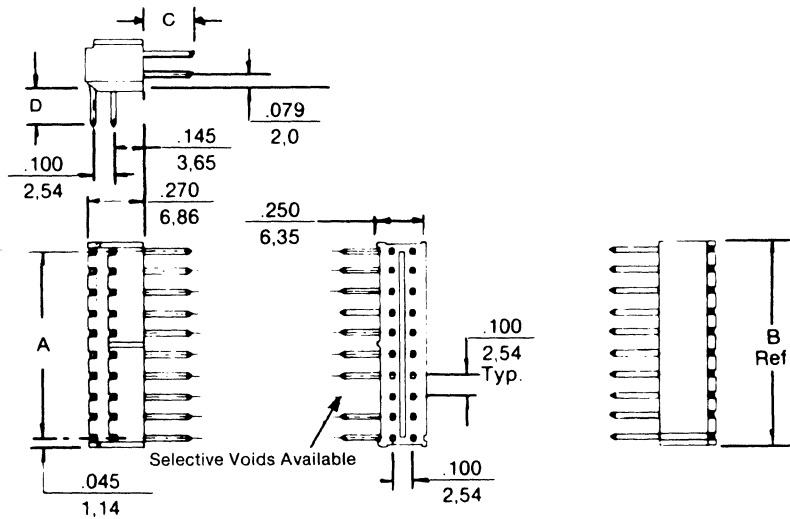 C
D
.079
2,0
.145
3,65
.100
2,54
.270
6,86
.250
6,35
A
.100
2,54
Typ.
B
Ref
Selective Voids Available
.045
1,14
.100
2,54